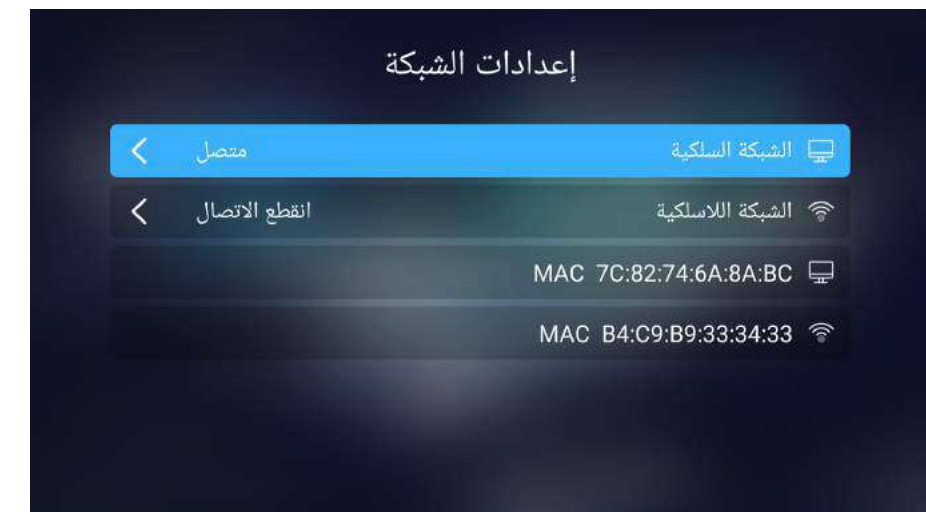 إعدادات الشبكة
الشبكة السلكية متصل
الشبكة اللاسلكية انقطع الاتصال
MAC 7C:82:74:6A:8A:BC
MAC B4:C9:B9:33:34:33